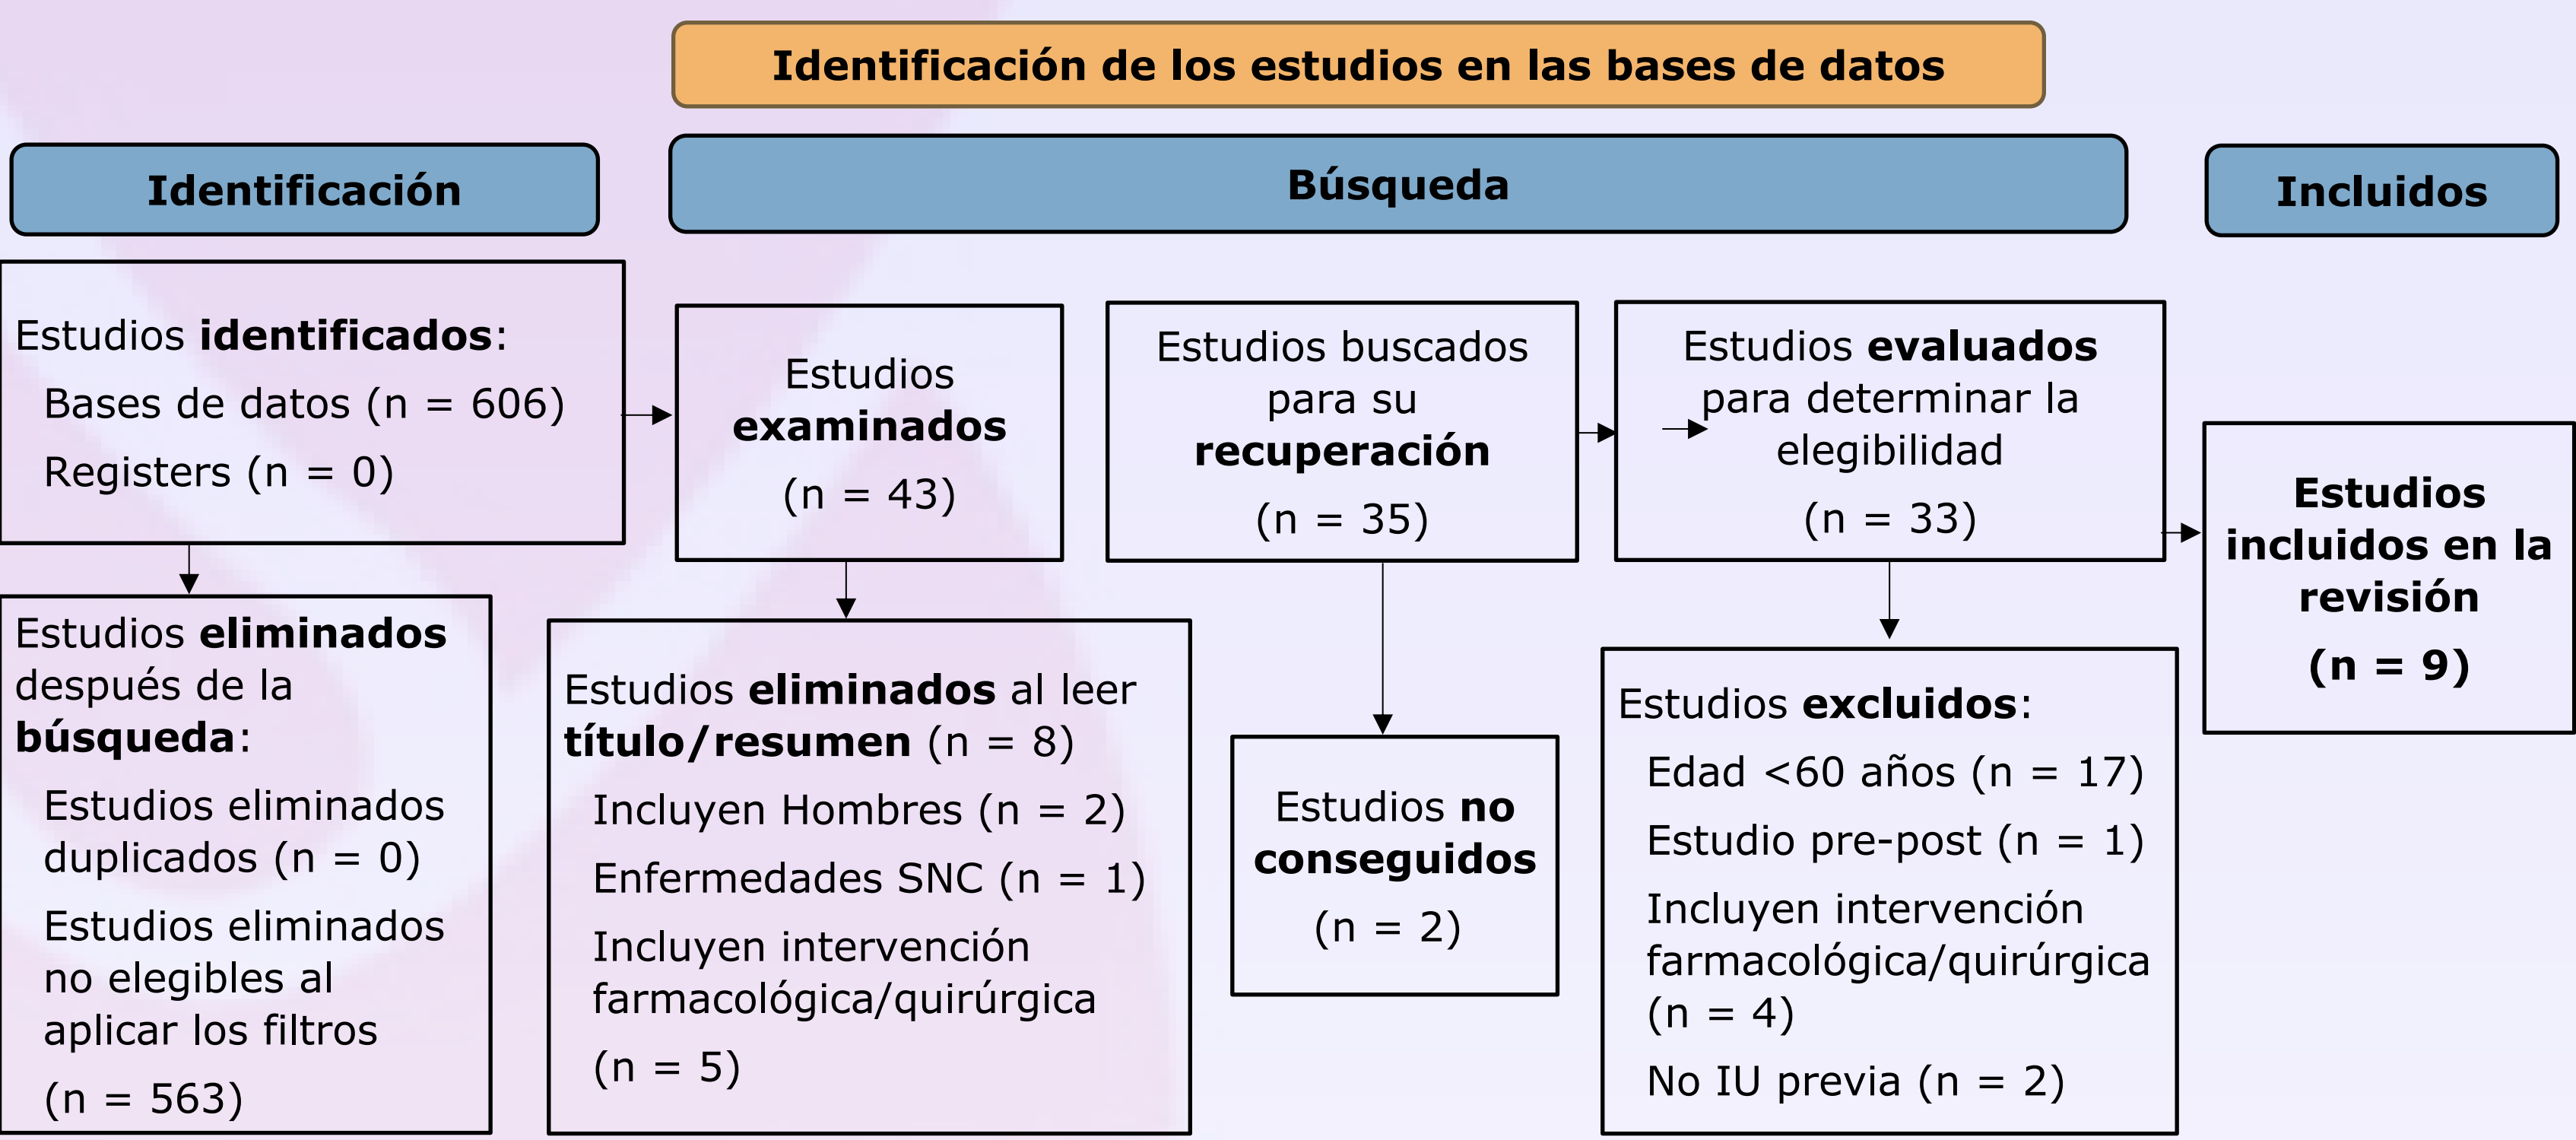 Identificación de los estudios en las bases de datos
Identificación
Búsqueda
Incluidos
Estudios identificados:
Bases de datos (n = 606)
Registers (n = 0)
Estudios
examinados
(n = 43)
Estudios buscados
para su
recuperación
(n = 35)
Estudios evaluados
para determinar la
elegibilidad
(n = 33)
Estudios
incluidos en la
revisión
(n = 9)
Estudios eliminados
después de la
búsqueda:
Estudios eliminados
duplicados (n = 0)
Estudios eliminados
no elegibles al
aplicar los filtros
(n = 563)
Estudios eliminados al leer
título/resumen (n = 8)
Incluyen Hombres (n = 2)
Enfermedades SNC (n = 1)
Incluyen intervención
farmacológica/quirúrgica
(n = 5)
Estudios no
conseguidos
(n = 2)
Estudios excluidos:
Edad <60 años (n = 17)
Estudio pre-post (n = 1)
Incluyen intervención
farmacológica/quirúrgica
(n = 4)
No IU previa (n = 2)